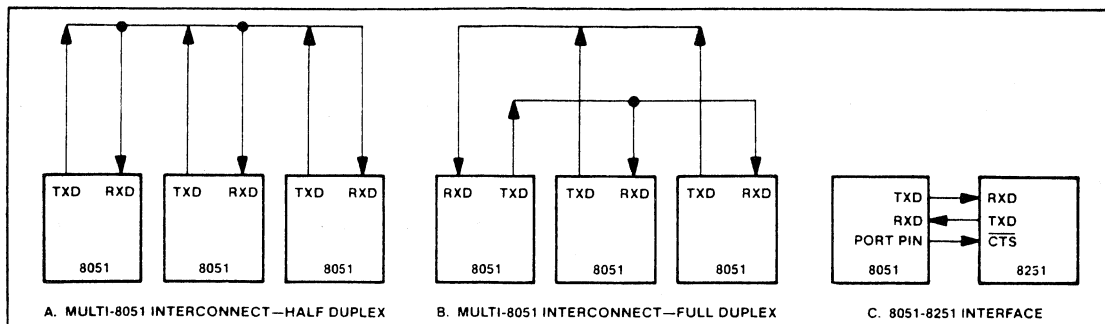 TXD RXD
8051
TXD RXD
8051
TXD RXD
8051
A. MULTI-8051 INTERCONNECT—HALF DUPLEX
RXD TXD
8051
TXD RXD
8051
TXD RXD
8051
B. MULTI-8051 INTERCONNECT—FULL DUPLEX
TXD
RXD
PORT PIN
8051
RXD
TXD
CTS
8251
C. 8051-8251 INTERFACE